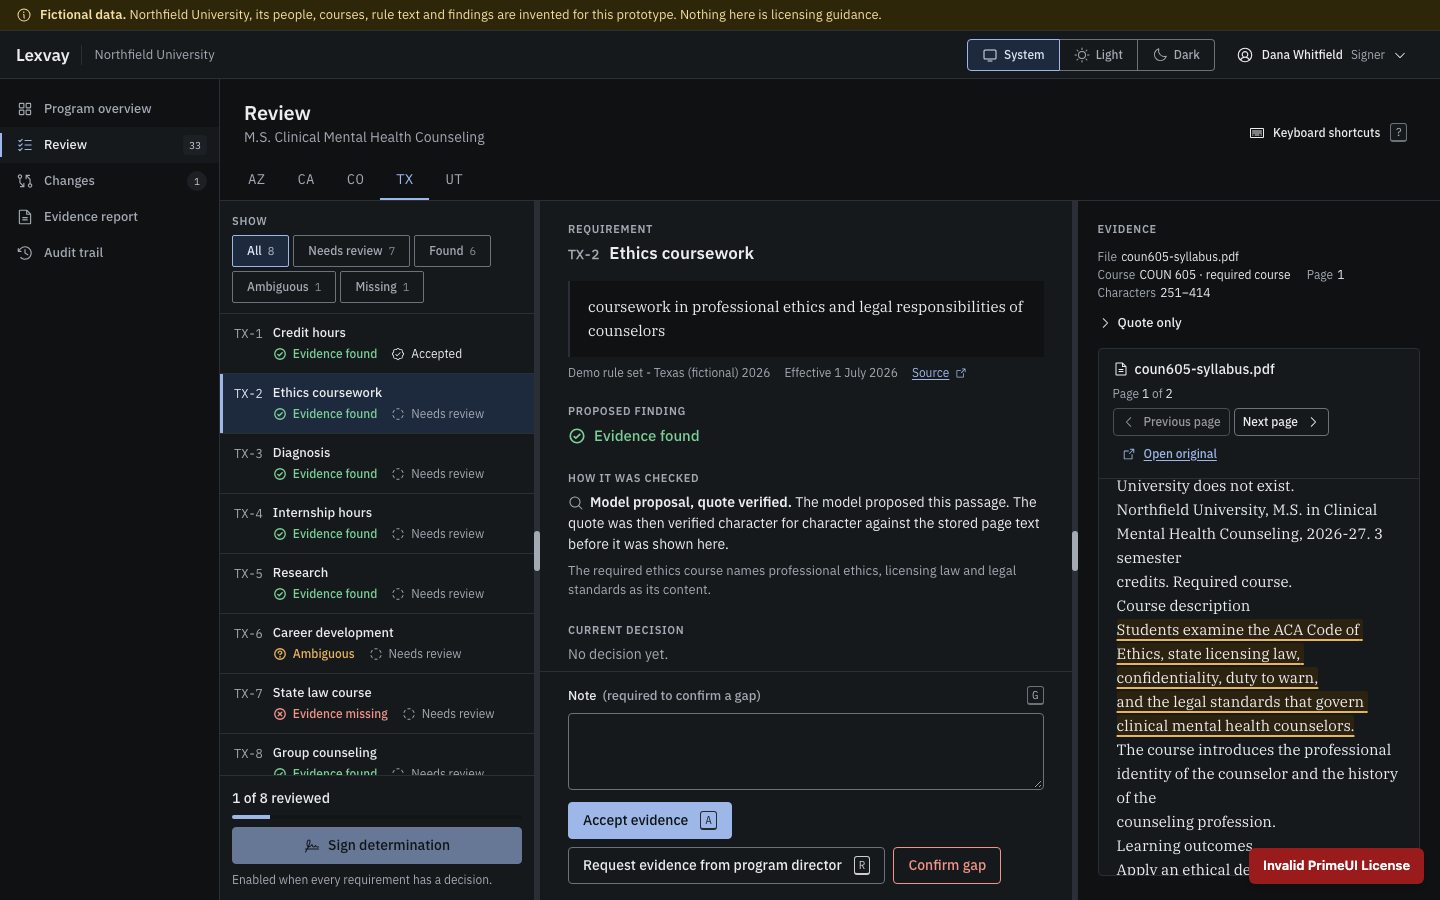 Fictional data. Northfield University, its people, courses, rule text and findings are invented for this prototype. Nothing here is licensing guidance.
Lexvay
Northfield University
System
Light
Dark
Dana Whitfield Signer
Program overview
Review 33
Changes 1
Evidence report
Audit trail
Review
M.S. Clinical Mental Health Counseling
Keyboard shortcuts ?
AZ
CA
CO
TX
UT
SHOW
All 8
Needs review 7
Found 6
Ambiguous 1
Missing 1
TX-1 Credit hours
Evidence found Accepted
TX-2 Ethics coursework
Evidence found Needs review
TX-3 Diagnosis
Evidence found Needs review
TX-4 Internship hours
Evidence found Needs review
TX-5 Research
Evidence found Needs review
TX-6 Career development
Ambiguous Needs review
TX-7 State law course
Evidence missing Needs review
TX-8 Group counseling
Evidence found Needs review
1 of 8 reviewed
Sign determination
Enabled when every requirement has a decision.
REQUIREMENT
TX-2 Ethics coursework
coursework in professional ethics and legal responsibilities of
counselors
Demo rule set - Texas (fictional) 2026 Effective 1 July 2026 Source
PROPOSED FINDING
Evidence found
HOW IT WAS CHECKED
Model proposal, quote verified. The model proposed this passage. The
quote was then verified character for character against the stored page text
before it was shown here.
The required ethics course names professional ethics, licensing law and legal
standards as its content.
CURRENT DECISION
No decision yet.
Note (required to confirm a gap) G
Accept evidence A
Request evidence from program director R
Confirm gap
EVIDENCE
File coun605-syllabus.pdf
Course COUN 605 · required course Page 1
Characters 251–414
Quote only
coun605-syllabus.pdf
Page 1 of 2
Previous page
Next page
Open original
University does not exist.
Northfield University, M.S. in Clinical
Mental Health Counseling, 2026-27. 3
semester
credits. Required course.
Course description
Students examine the ACA Code of
Ethics, state licensing law,
confidentiality, duty to warn,
and the legal standards that govern
clinical mental health counselors.
The course introduces the professional
identity of the counselor and the history
of the
counseling profession.
Learning outcomes
Apply an ethical de
Invalid PrimeUI License